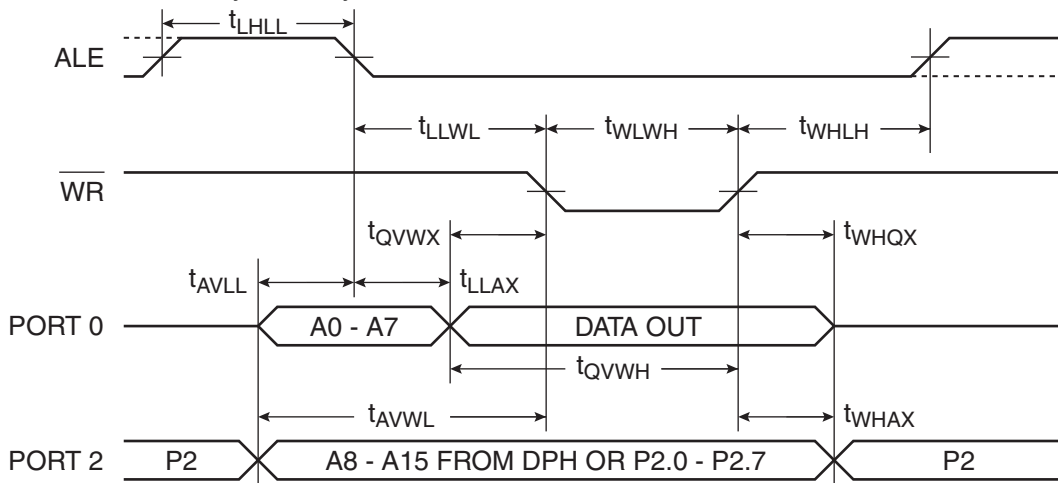 tLHLL
ALE
tLLWL tWLWH tWHLH
WR
tQVWX tWHQX
tAVLL tLLAX
PORT 0 A0 - A7 DATA OUT
tQVWH
tAVWL tWHAX
PORT 2 P2 A8 - A15 FROM DPH OR P2.0 - P2.7 P2